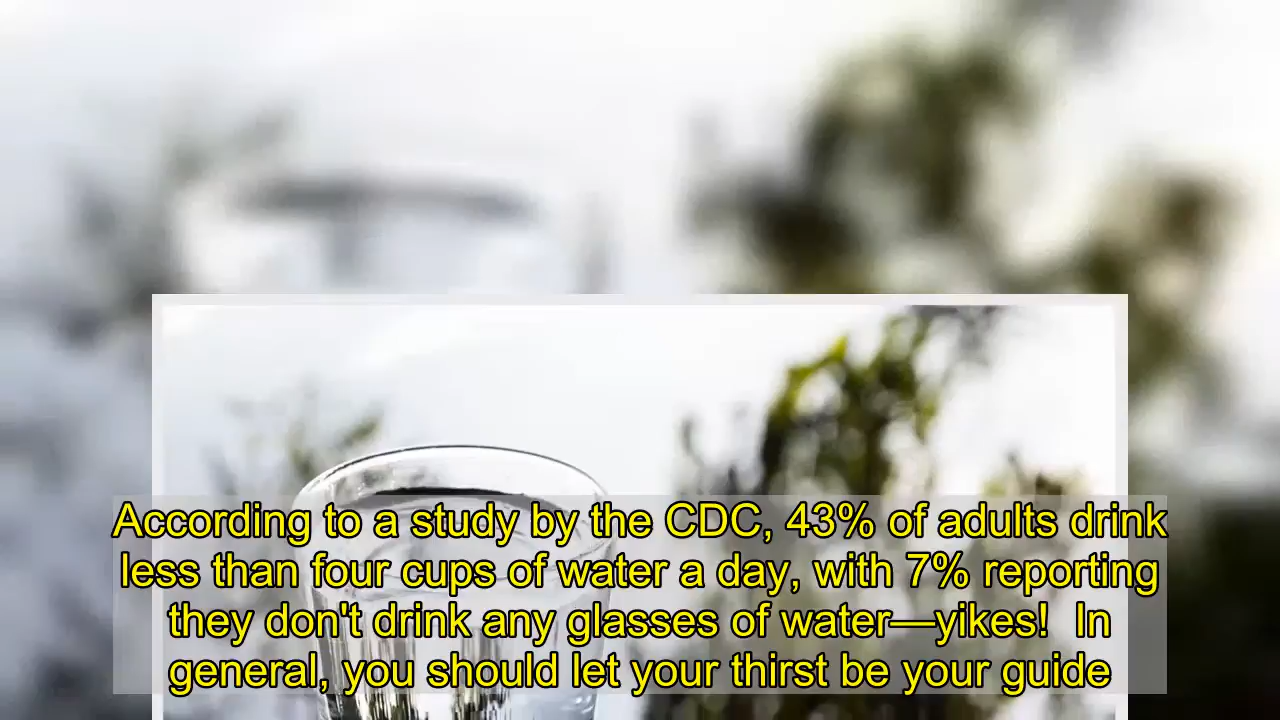 According to a study by the CDC, 43% of adults drink
less than four cups of water a day, with 7% reporting
they don't drink any glasses of water—yikes!  In
general, you should let your thirst be your guide